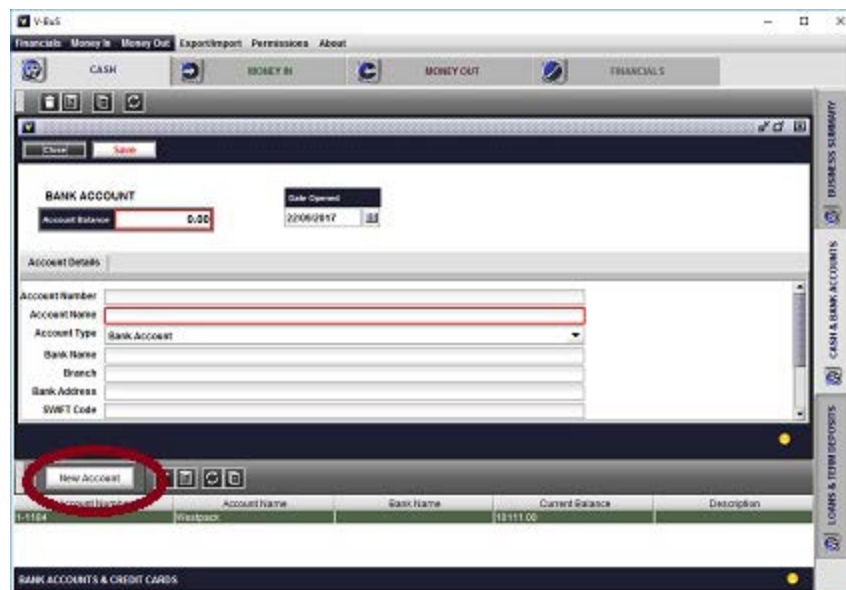 V-BuS
Financials Money In Money Out Export/Import Permissions About
CASH MONEY IN MONEY OUT FINANCIALS
Close Save
BANK ACCOUNT
Date Opened
Account Balance 0.00
22/06/2017
Account Details
Account Number
Account Name
Account Type Bank Account
Bank Name
Branch
Bank Address
SWIFT Code
New Account
Account Number Account Name Bank Name Current Balance Description
1-1104 Westpack 10111.00
BANK ACCOUNTS & CREDIT CARDS
BUSINESS SUMMARY
CASH & BANK ACCOUNTS
LOANS & TERM DEPOSITS